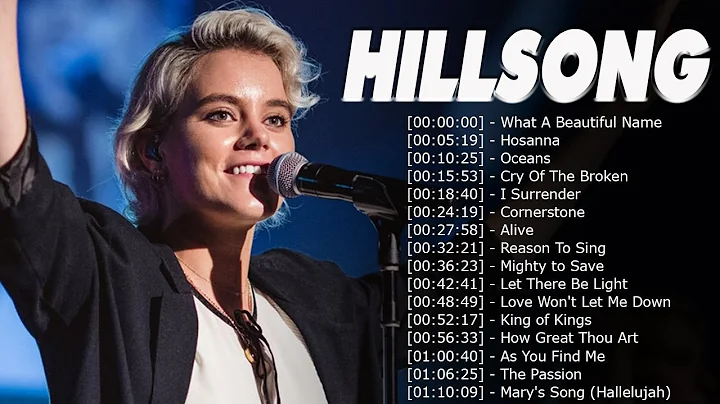 HILLSONG
[00:00:00] - What A Beautiful Name
[00:05:19] - Hosanna
[00:10:25] - Oceans
[00:15:53] - Cry Of The Broken
[00:18:40] - I Surrender
[00:24:19] - Cornerstone
[00:27:58] - Alive
[00:32:21] - Reason To Sing
[00:36:23] - Mighty to Save
[00:42:41] - Let There Be Light
[00:48:49] - Love Won't Let Me Down
[00:52:17] - King of Kings
[00:56:33] - How Great Thou Art
[01:00:40] - As You Find Me
[01:06:25] - The Passion
[01:10:09] - Mary's Song (Hallelujah)